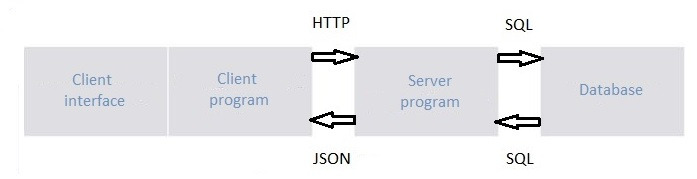 HTTP
SQL
Client
interface
Client
program
Server
program
Database
JSON
SQL